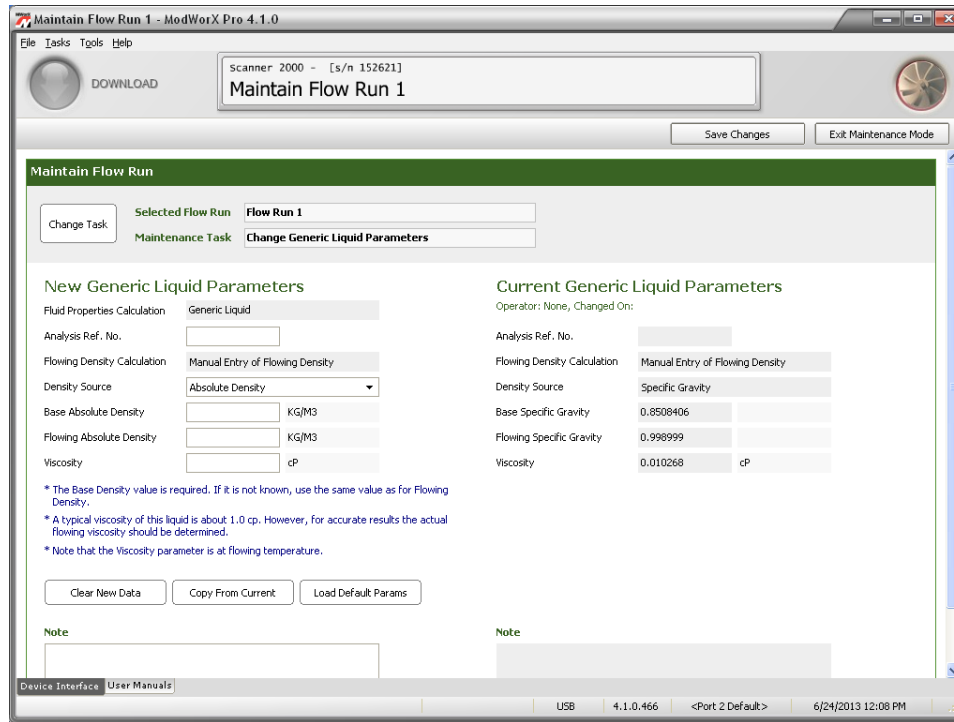 Maintain Flow Run 1 - ModWorX Pro 4.1.0
File Tasks Tools Help
DOWNLOAD
Scanner 2000 - [s/n 152621]
Maintain Flow Run 1
Save Changes
Exit Maintenance Mode
Maintain Flow Run
Change Task
Selected Flow Run Flow Run 1
Maintenance Task Change Generic Liquid Parameters
New Generic Liquid Parameters
Fluid Properties Calculation Generic Liquid
Analysis Ref. No.
Flowing Density Calculation Manual Entry of Flowing Density
Density Source Absolute Density
Base Absolute Density KG/M3
Flowing Absolute Density KG/M3
Viscosity cP
* The Base Density value is required. If it is not known, use the same value as for Flowing
Density.
* A typical viscosity of this liquid is about 1.0 cp. However, for accurate results the actual
flowing viscosity should be determined.
* Note that the Viscosity parameter is at flowing temperature.
Clear New Data Copy From Current Load Default Params
Note
Current Generic Liquid Parameters
Operator: None, Changed On:
Analysis Ref. No.
Flowing Density Calculation Manual Entry of Flowing Density
Density Source Specific Gravity
Base Specific Gravity 0.8508406
Flowing Specific Gravity 0.998999
Viscosity 0.010268 cP
Note
Device Interface User Manuals
USB 4.1.0.466 <Port 2 Default> 6/24/2013 12:08 PM